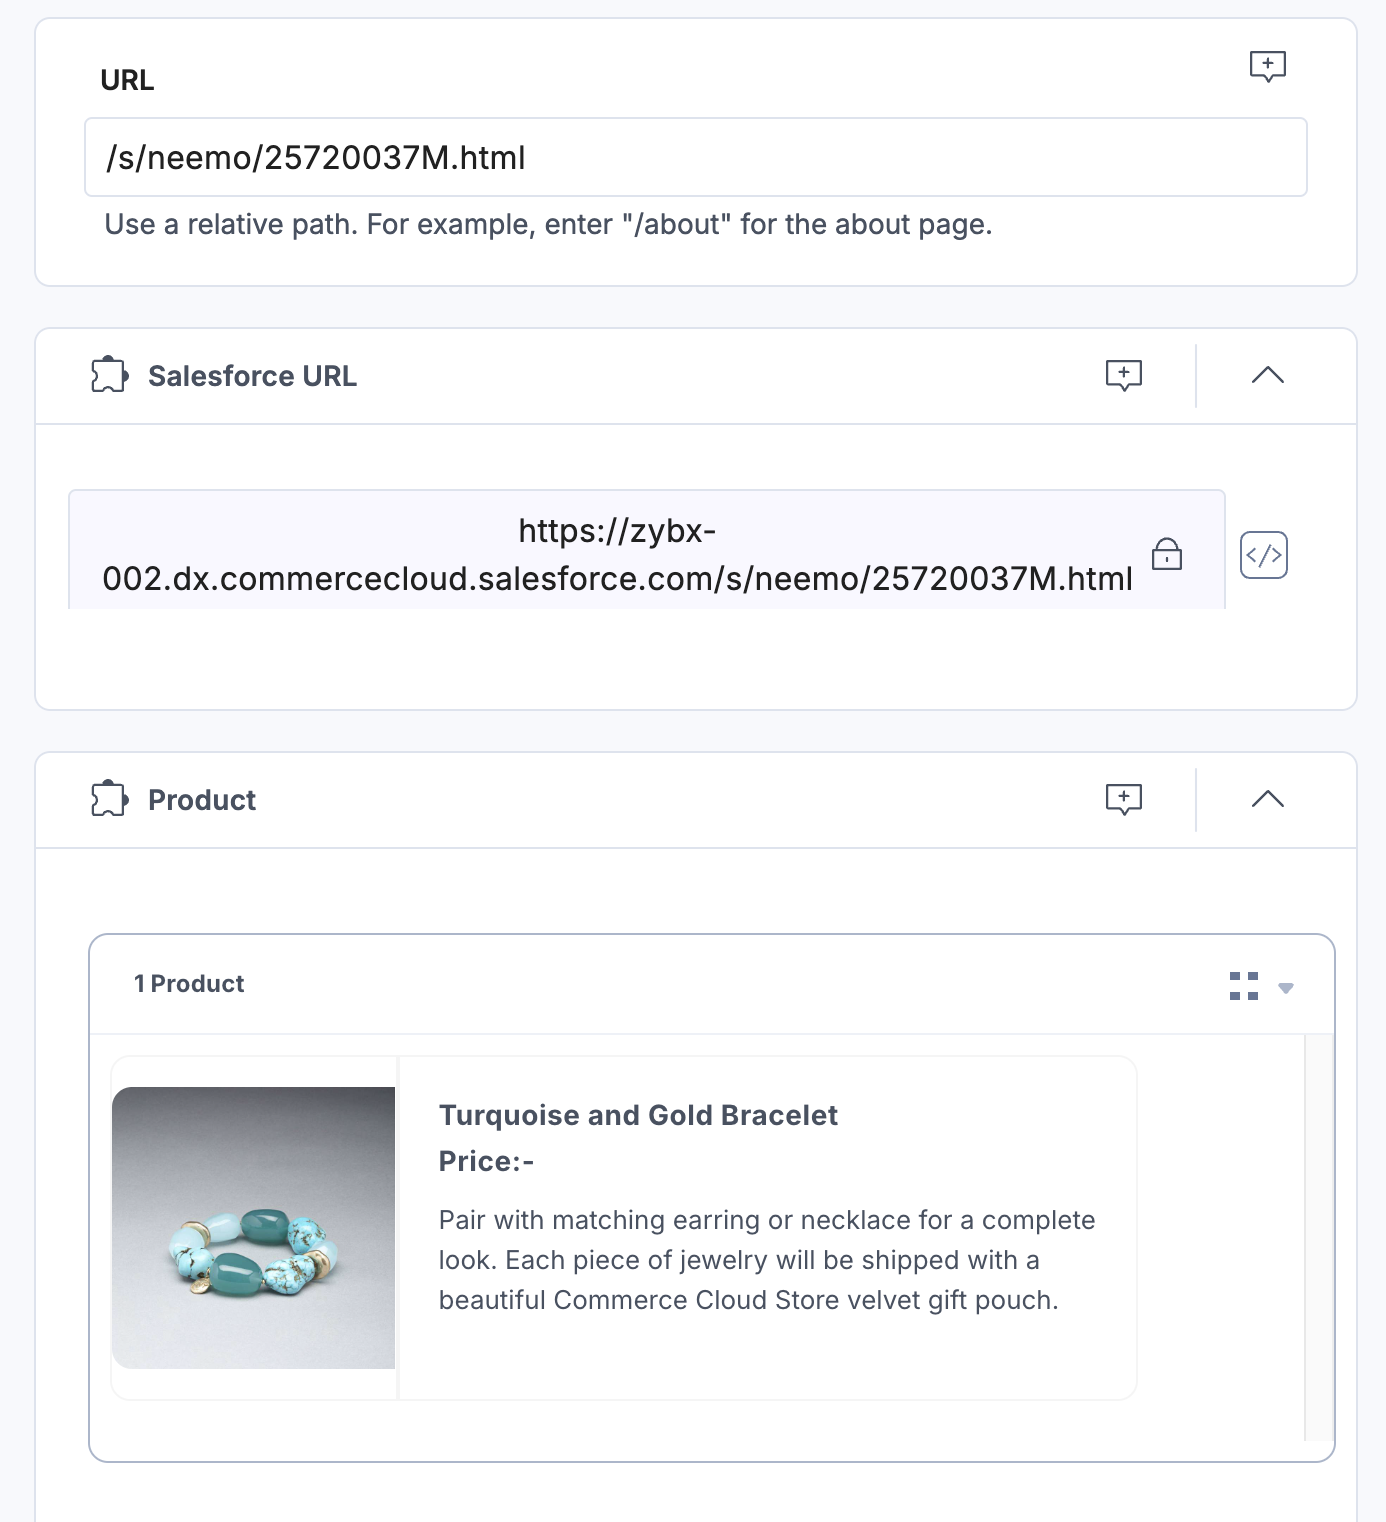 URL
/s/neemo/25720037M.html
Use a relative path. For example, enter "/about" for the about page.
Salesforce URL
https://zybx-
002.dx.commercecloud.salesforce.com/s/neemo/25720037M.html
Product
1 Product
Turquoise and Gold Bracelet
Price:-
Pair with matching earring or necklace for a complete
look. Each piece of jewelry will be shipped with a
beautiful Commerce Cloud Store velvet gift pouch.